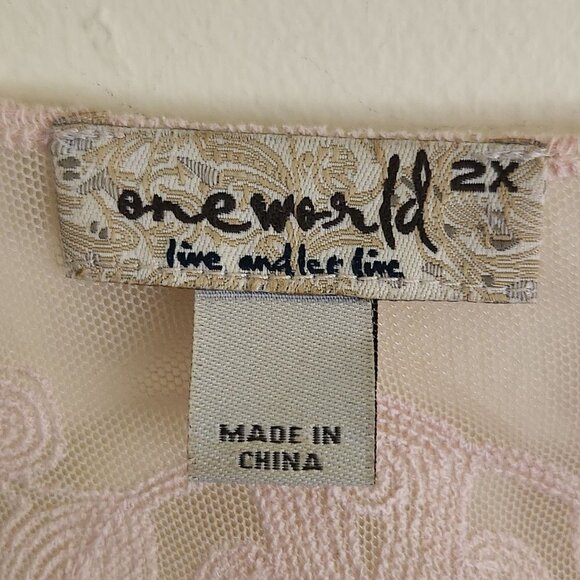 oneworld 2X
live and let live
MADE IN
CHINA